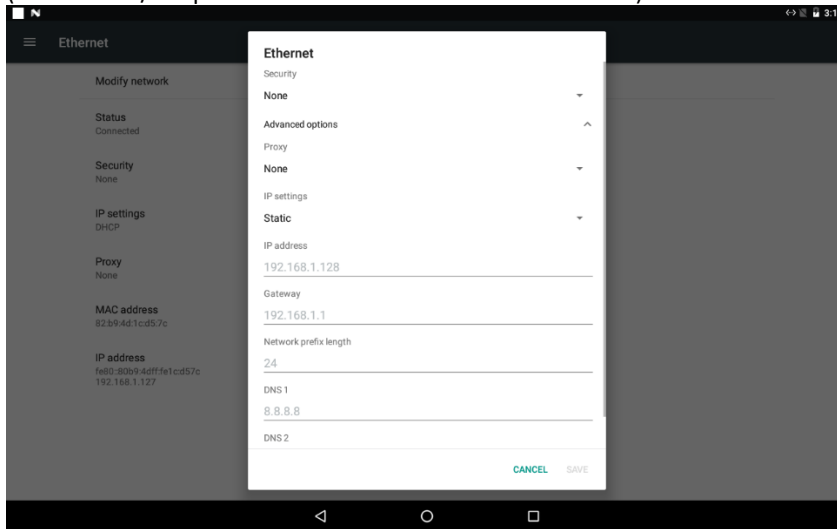 3:1
Ethernet
Modify network
Status
Connected
Security
None
IP settings
DHCP
Proxy
None
MAC address
82:b9:4d:1c:d5:7c
IP address
fe80::80b9:4dff:fe1c:d57c
192.168.1.127
Ethernet
Security
None
Advanced options
Proxy
None
IP settings
Static
IP address
192.168.1.128
Gateway
192.168.1.1
Network prefix length
24
DNS 1
8.8.8.8
DNS 2
CANCEL SAVE